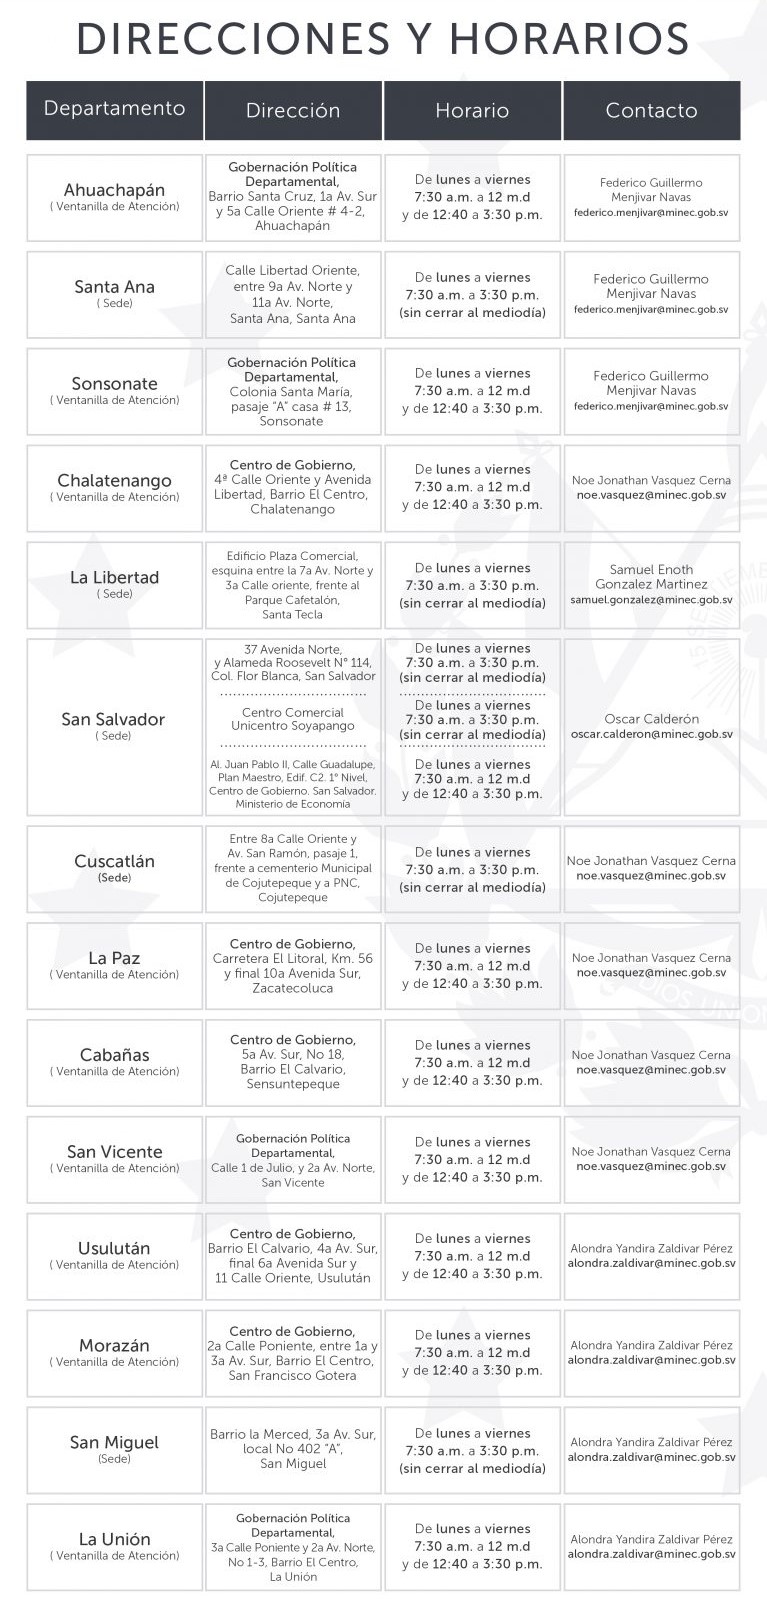 DIRECCIONES Y HORARIOS
Departamento
Dirección
Horario
Contacto
Ahuachapán
( Ventanilla de Atención)
Gobernación Política
Departamental,
Barrio Santa Cruz, 1a Av. Sur
y 5a Calle Oriente # 4-2,
Ahuachapán
De lunes a viernes
7:30 a.m. a 12 m.d
y de 12:40 a 3:30 p.m.
Federico Guillermo
Menjivar Navas
federico.menjivar@minec.gob.sv
Santa Ana
( Sede)
Calle Libertad Oriente,
entre 9a Av. Norte y
11a Av. Norte,
Santa Ana, Santa Ana
De lunes a viernes
7:30 a.m. a 3:30 p.m.
(sin cerrar al mediodía)
Federico Guillermo
Menjivar Navas
federico.menjivar@minec.gob.sv
Sonsonate
( Ventanilla de Atención)
Gobernación Política
Departamental,
Colonia Santa María,
pasaje “A” casa # 13,
Sonsonate
De lunes a viernes
7:30 a.m. a 12 m.d
y de 12:40 a 3:30 p.m.
Federico Guillermo
Menjivar Navas
federico.menjivar@minec.gob.sv
Chalatenango
( Ventanilla de Atención)
Centro de Gobierno,
4ª Calle Oriente y Avenida
Libertad, Barrio El Centro,
Chalatenango
De lunes a viernes
7:30 a.m. a 12 m.d
y de 12:40 a 3:30 p.m.
Noe Jonathan Vasquez Cerna
noe.vasquez@minec.gob.sv
La Libertad
( Sede)
Edificio Plaza Comercial,
esquina entre la 7a Av. Norte y
3a Calle oriente, frente al
Parque Cafetalón,
Santa Tecla
De lunes a viernes
7:30 a.m. a 3:30 p.m.
(sin cerrar al mediodía)
Samuel Enoth
Gonzalez Martinez
samuel.gonzalez@minec.gob.sv
San Salvador
( Sede)
37 Avenida Norte,
y Alameda Roosevelt N° 114,
Col. Flor Blanca, San Salvador
De lunes a viernes
7:30 a.m. a 3:30 p.m.
(sin cerrar al mediodía)
Centro Comercial
Unicentro Soyapango
De lunes a viernes
7:30 a.m. a 3:30 p.m.
(sin cerrar al mediodía)
Al. Juan Pablo II, Calle Guadalupe,
Plan Maestro, Edif. C2. 1° Nivel,
Centro de Gobierno. San Salvador.
Ministerio de Economía
De lunes a viernes
7:30 a.m. a 12 m.d
y de 12:40 a 3:30 p.m.
Oscar Calderón
oscar.calderon@minec.gob.sv
Cuscatlán
(Sede)
Entre 8a Calle Oriente y
Av. San Ramón, pasaje 1,
frente a cementerio Municipal
de Cojutepeque y a PNC,
Cojutepeque
De lunes a viernes
7:30 a.m. a 3:30 p.m.
(sin cerrar al mediodía)
Noe Jonathan Vasquez Cerna
noe.vasquez@minec.gob.sv
La Paz
( Ventanilla de Atención)
Centro de Gobierno,
Carretera El Litoral, Km. 56
y final 10a Avenida Sur,
Zacatecoluca
De lunes a viernes
7:30 a.m. a 12 m.d
y de 12:40 a 3:30 p.m.
Noe Jonathan Vasquez Cerna
noe.vasquez@minec.gob.sv
Cabañas
( Ventanilla de Atención)
Centro de Gobierno,
5a Av. Sur, No 18,
Barrio El Calvario,
Sensuntepeque
De lunes a viernes
7:30 a.m. a 12 m.d
y de 12:40 a 3:30 p.m.
Noe Jonathan Vasquez Cerna
noe.vasquez@minec.gob.sv
San Vicente
( Ventanilla de Atención)
Gobernación Política
Departamental,
Calle 1 de Julio, y 2a Av. Norte,
San Vicente
De lunes a viernes
7:30 a.m. a 12 m.d
y de 12:40 a 3:30 p.m.
Noe Jonathan Vasquez Cerna
noe.vasquez@minec.gob.sv
Usulután
( Ventanilla de Atención)
Centro de Gobierno,
Barrio El Calvario, 4a Av. Sur,
final 6a Avenida Sur y
11 Calle Oriente, Usulután
De lunes a viernes
7:30 a.m. a 12 m.d
y de 12:40 a 3:30 p.m.
Alondra Yandira Zaldivar Pérez
alondra.zaldivar@minec.gob.sv
Morazán
( Ventanilla de Atención)
Centro de Gobierno,
2a Calle Poniente, entre 1a y
3a Av. Sur, Barrio El Centro,
San Francisco Gotera
De lunes a viernes
7:30 a.m. a 12 m.d
y de 12:40 a 3:30 p.m.
Alondra Yandira Zaldivar Pérez
alondra.zaldivar@minec.gob.sv
San Miguel
(Sede)
Barrio la Merced, 3a Av. Sur,
local No 402 “A”,
San Miguel
De lunes a viernes
7:30 a.m. a 3:30 p.m.
(sin cerrar al mediodía)
Alondra Yandira Zaldivar Pérez
alondra.zaldivar@minec.gob.sv
La Unión
( Ventanilla de Atención)
Gobernación Política
Departamental,
3a Calle Poniente y 2a Av. Norte,
No 1-3, Barrio El Centro,
La Unión
De lunes a viernes
7:30 a.m. a 12 m.d
y de 12:40 a 3:30 p.m.
Alondra Yandira Zaldivar Pérez
alondra.zaldivar@minec.gob.sv